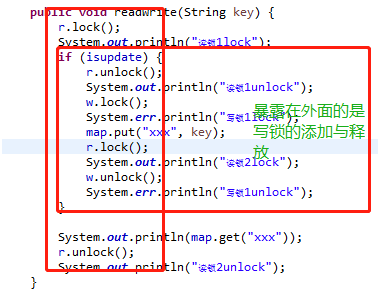 public void readWrite(String key) {
r.lock();
System.out.println("读锁1lock");
if (isupdate) {
r.unlock();
System.out.println("读锁1unlock");
w.lock();
System.err.println("写锁1lock");
map.put("xxx", key);
r.lock();
System.out.println("读锁2lock");
w.unlock();
System.err.println("写锁1unlock");
}
暴露在外面的是
写锁的添加与释
放
System.out.println(map.get("xxx"));
r.unlock();
System.out.println("读锁2unlock");
}